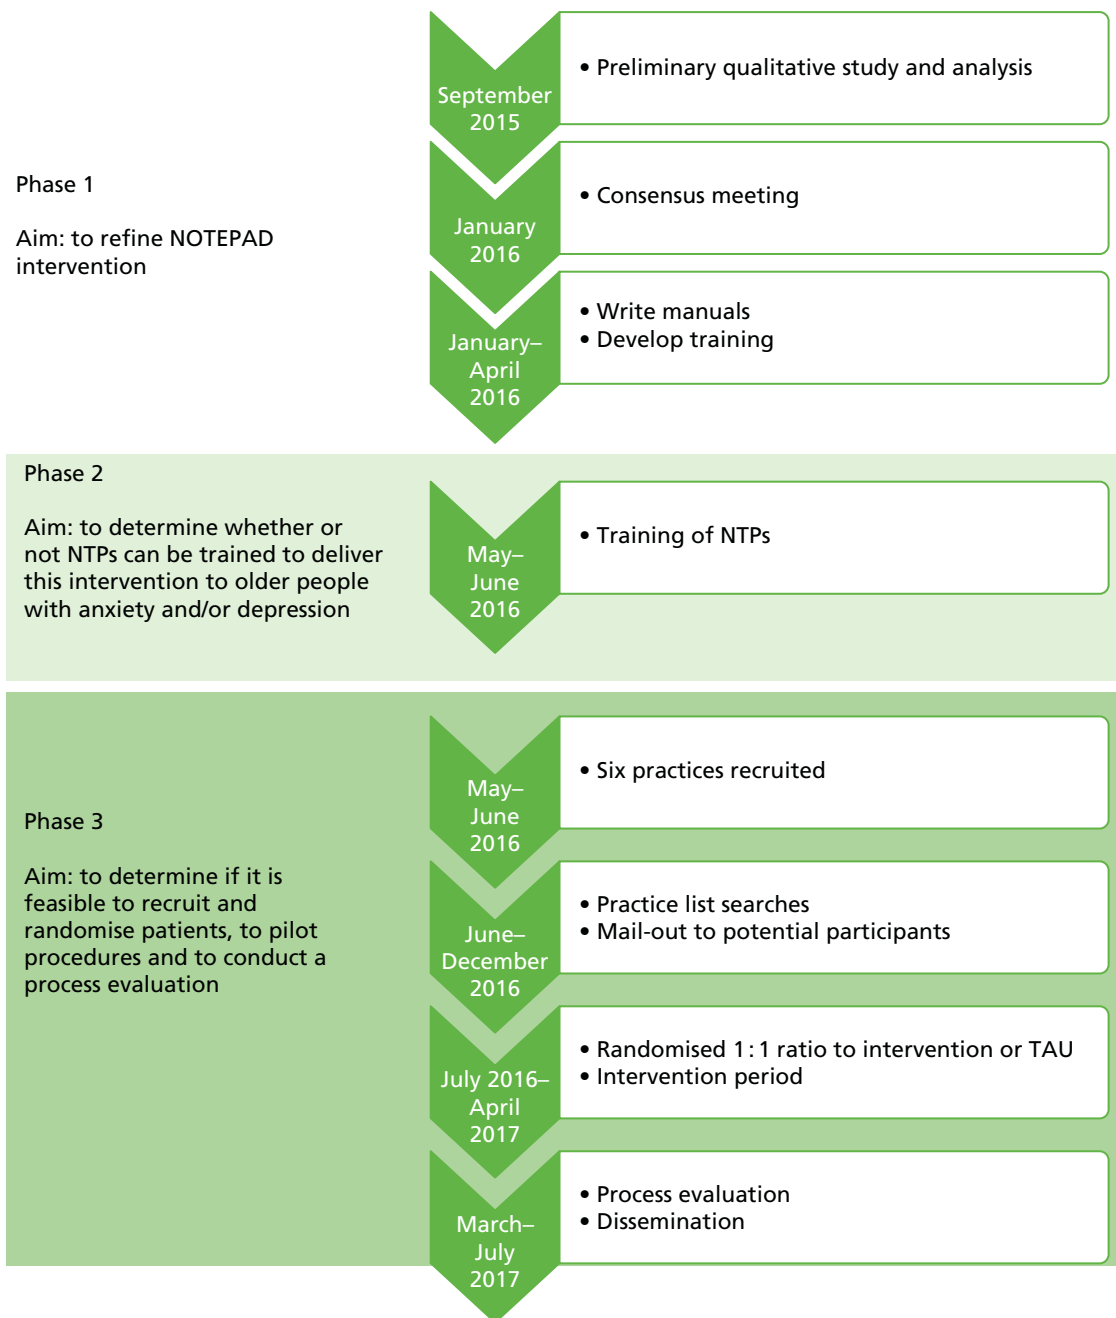 Phase 1
Aim: to refine NOTEPAD
intervention
September
2015
• Preliminary qualitative study and analysis
January
2016
• Consensus meeting
January–
April
2016
• Write manuals
• Develop training
Phase 2
Aim: to determine whether or
not NTPs can be trained to deliver
this intervention to older people
with anxiety and/or depression
May–
June
2016
• Training of NTPs
Phase 3
Aim: to determine if it is
feasible to recruit and
randomise patients, to pilot
procedures and to conduct a
process evaluation
May–
June
2016
• Six practices recruited
June–
December
2016
• Practice list searches
• Mail-out to potential participants
July 2016–
April
2017
• Randomised 1 : 1 ratio to intervention or TAU
• Intervention period
March–
July
2017
• Process evaluation
• Dissemination